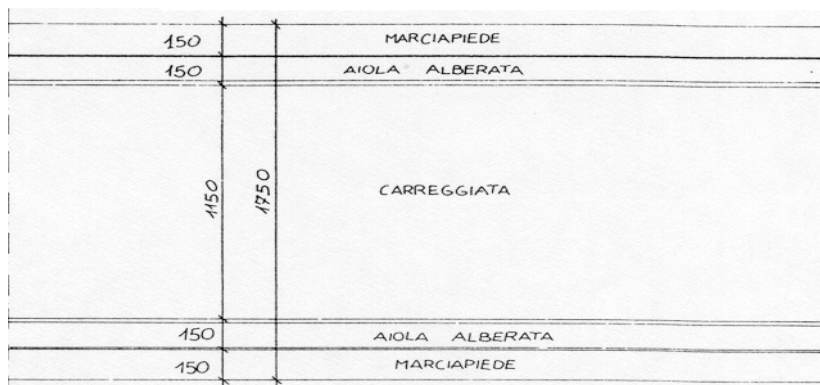 150 MARCIAPIEDE
150 AIOLA ALBERATA
1150 1750 CARREGGIATA
150 AIOLA ALBERATA
150 MARCIAPIEDE